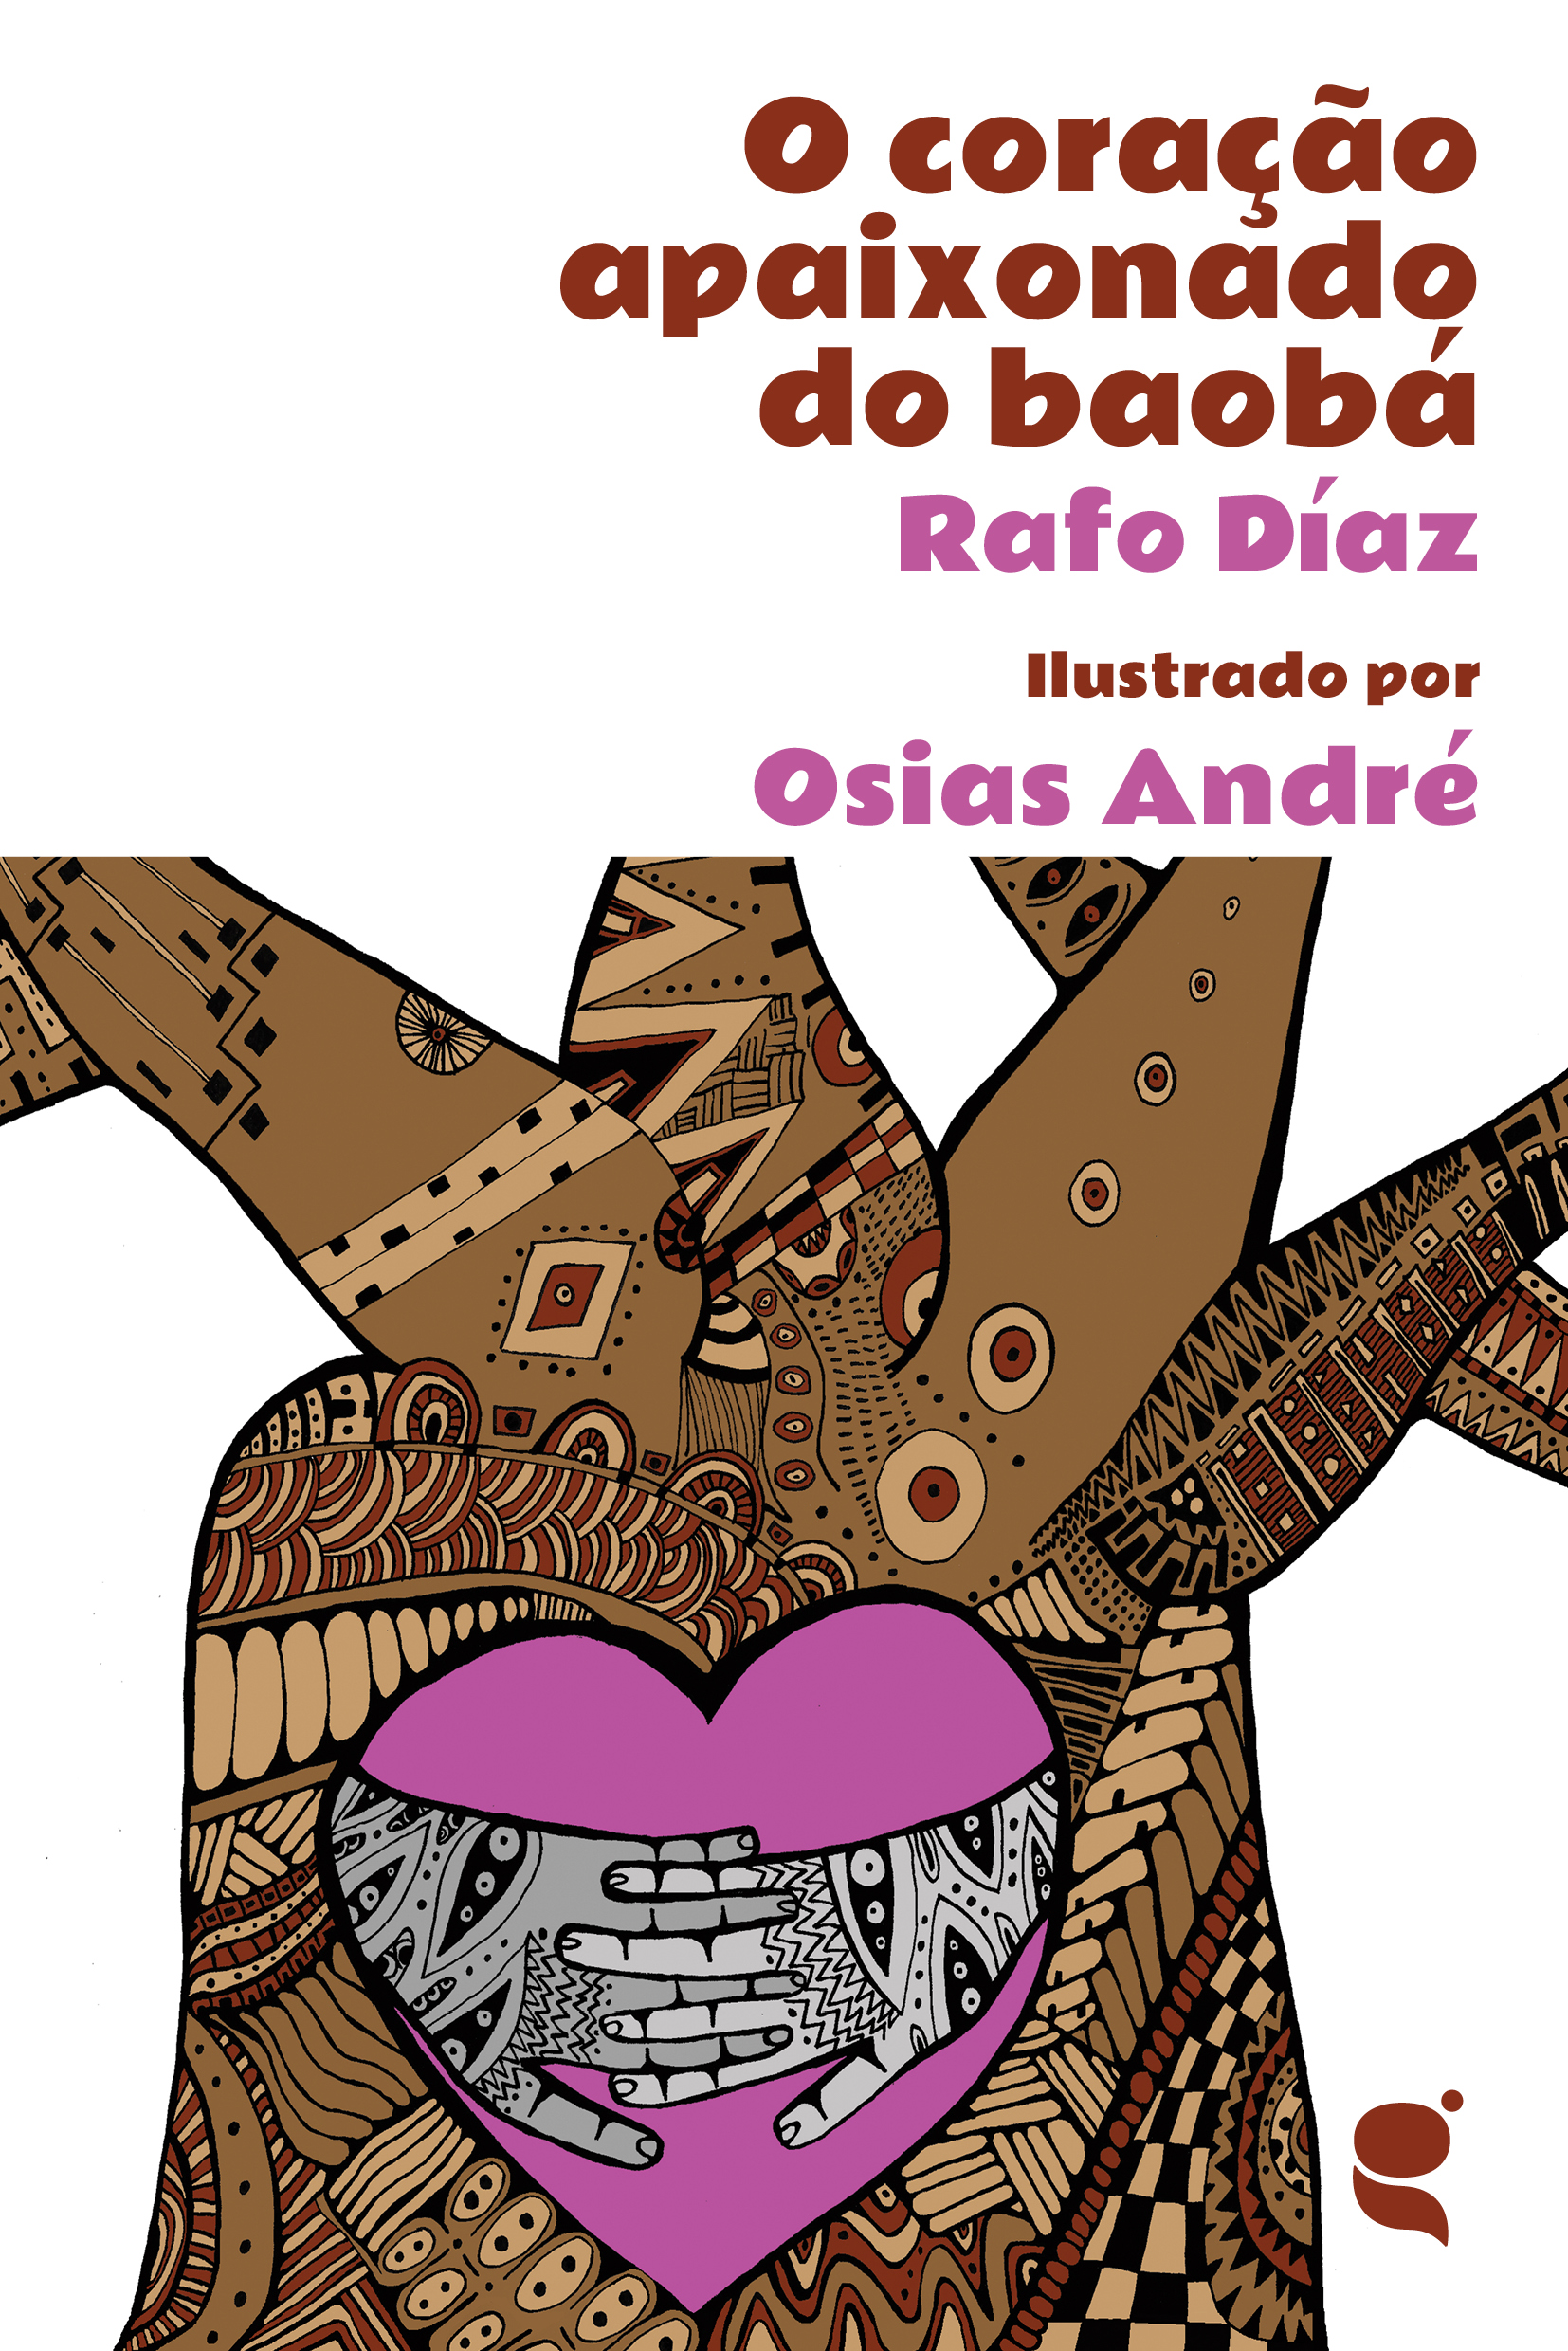 O coração
apaixonado
do baobá
Rafo Díaz
Ilustrado por
Osias André
g